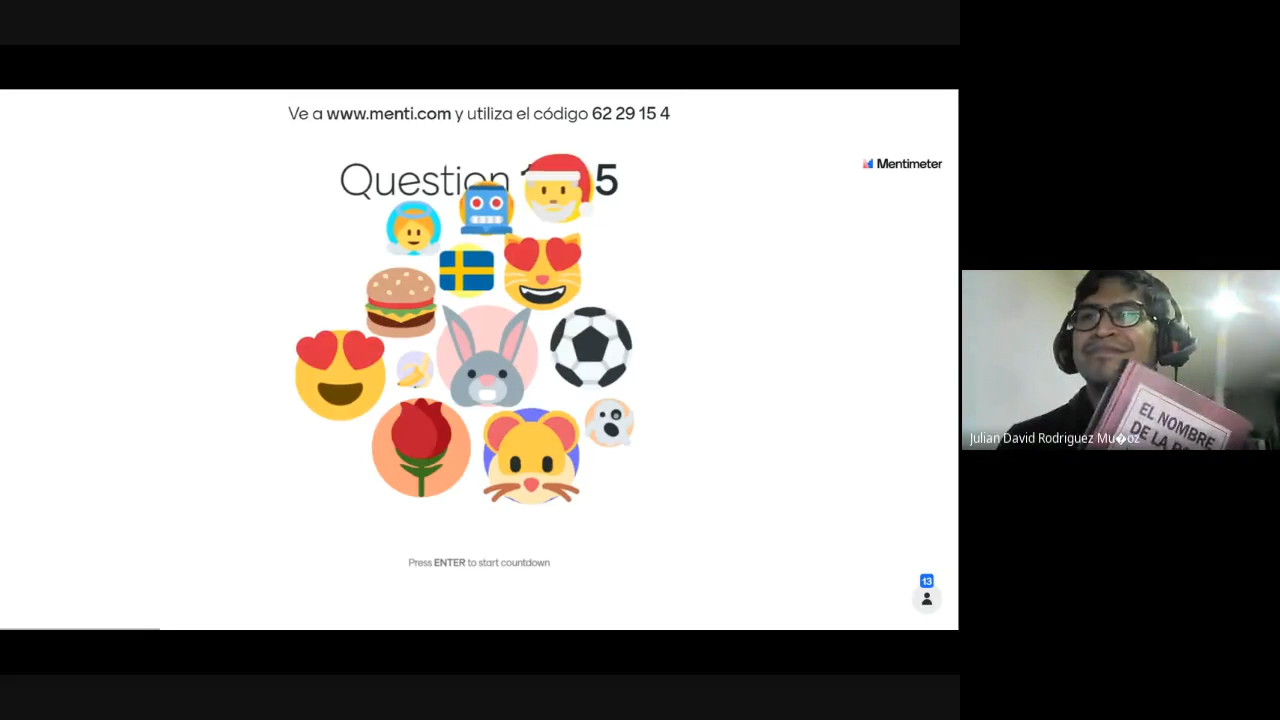 Ve a www.menti.com y utiliza el código 62 29 15 4
Mentimeter
Question 5
Press ENTER to start countdown
13
EL NOMBRE
DE LA
Julian David Rodriguez Mu�oz